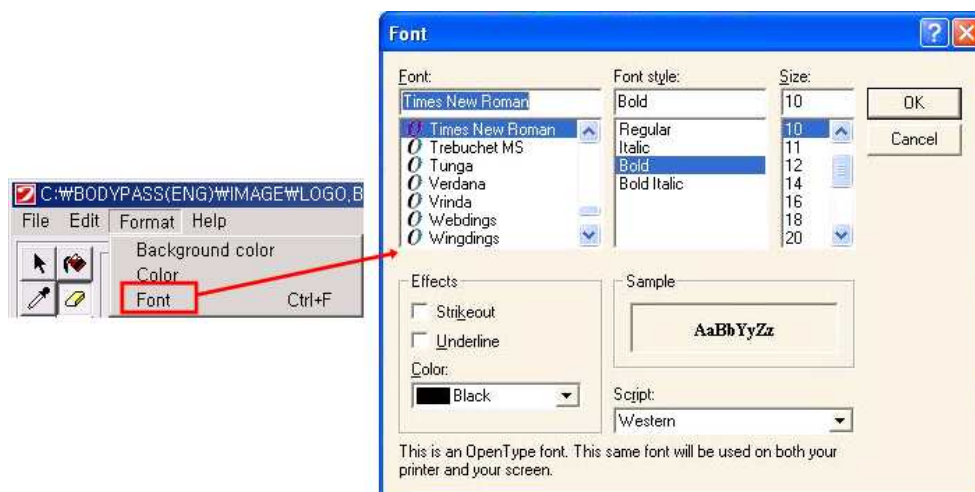 C:₩BODYPASS(ENG)₩IMAGE₩LOGO,B
File Edit Format Help
Background color
Color
Font Ctrl+F
Font
Font:
Times New Roman
Times New Roman
Trebuchet MS
Tunga
Verdana
Vrinda
Webdings
Wingdings
Font style:
Bold
Regular
Italic
Bold
Bold Italic
Size:
10
10
11
12
14
16
18
20
OK
Cancel
Effects
Strikeout
Underline
Color:
Black
Sample
AaBbYyZz
Script:
Western
This is an OpenType font. This same font will be used on both your
printer and your screen.